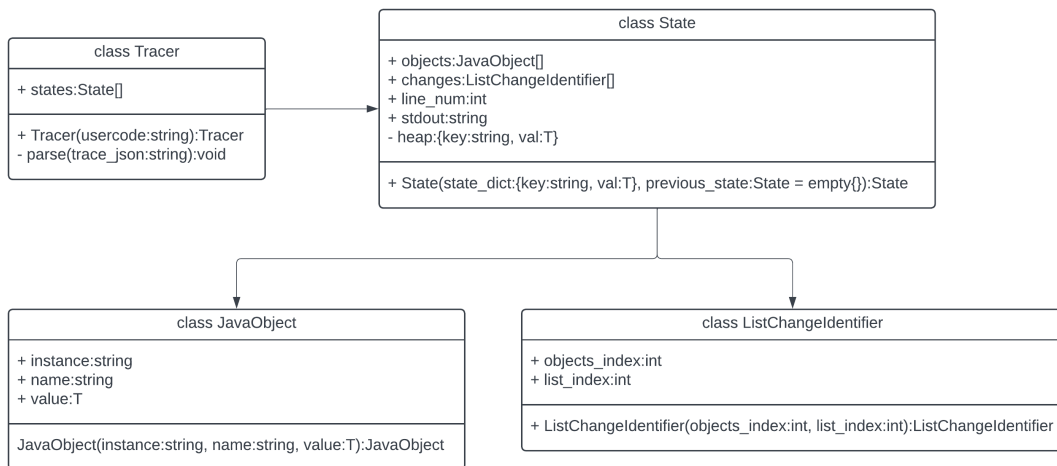 class Tracer
+ states:State[]
+ Tracer(usercode:string):Tracer
- parse(trace_json:string):void
class State
+ objects:JavaObject[]
+ changes:ListChangeIdentifier[]
+ line_num:int
+ stdout:string
- heap:{key:string, val:T}
+ State(state_dict:{key:string, val:T}, previous_state:State = empty{}):State
class JavaObject
+ instance:string
+ name:string
+ value:T
JavaObject(instance:string, name:string, value:T):JavaObject
class ListChangeIdentifier
+ objects_index:int
+ list_index:int
+ ListChangeIdentifier(objects_index:int, list_index:int):ListChangeIdentifier